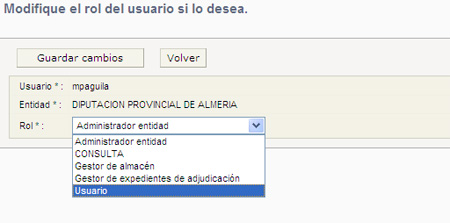 Modifique el rol del usuario si lo desea.
Guardar cambios Volver
Usuario * : mpaguila
Entidad * : DIPUTACION PROVINCIAL DE ALMERIA
Rol * : Administrador entidad
Administrador entidad
CONSULTA
Gestor de almacén
Gestor de expedientes de adjudicación
Usuario